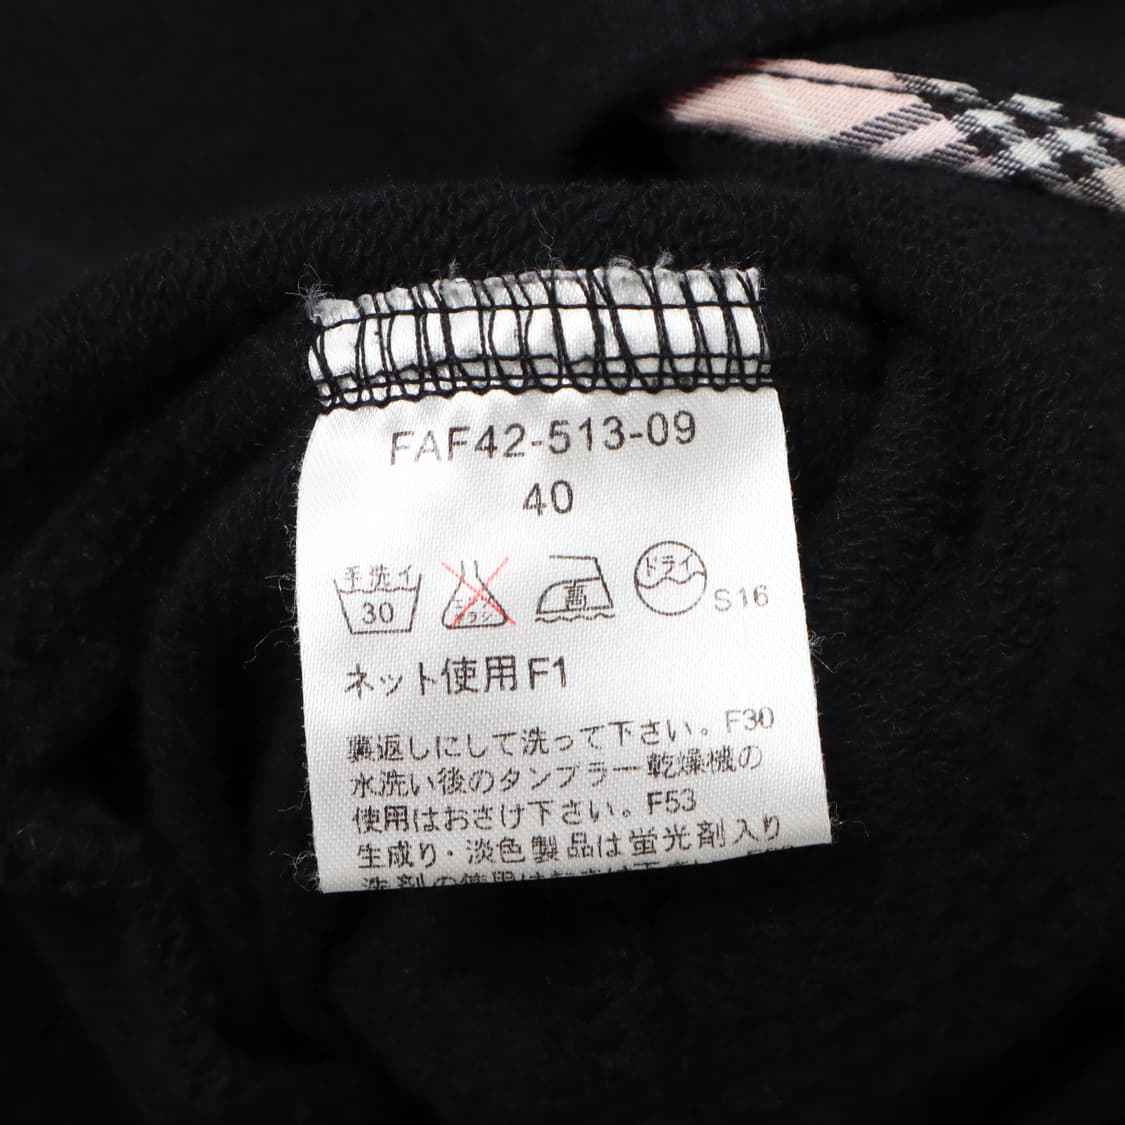 FAF42-513-09
40
手洗イ
30
高
ドライ
S16
ネット使用F1
裏返しにして洗って下さい。F30
水洗い後のタンブラー乾燥機の
使用はおさけ下さい。F53
生成り・淡色製品は蛍光剤入り